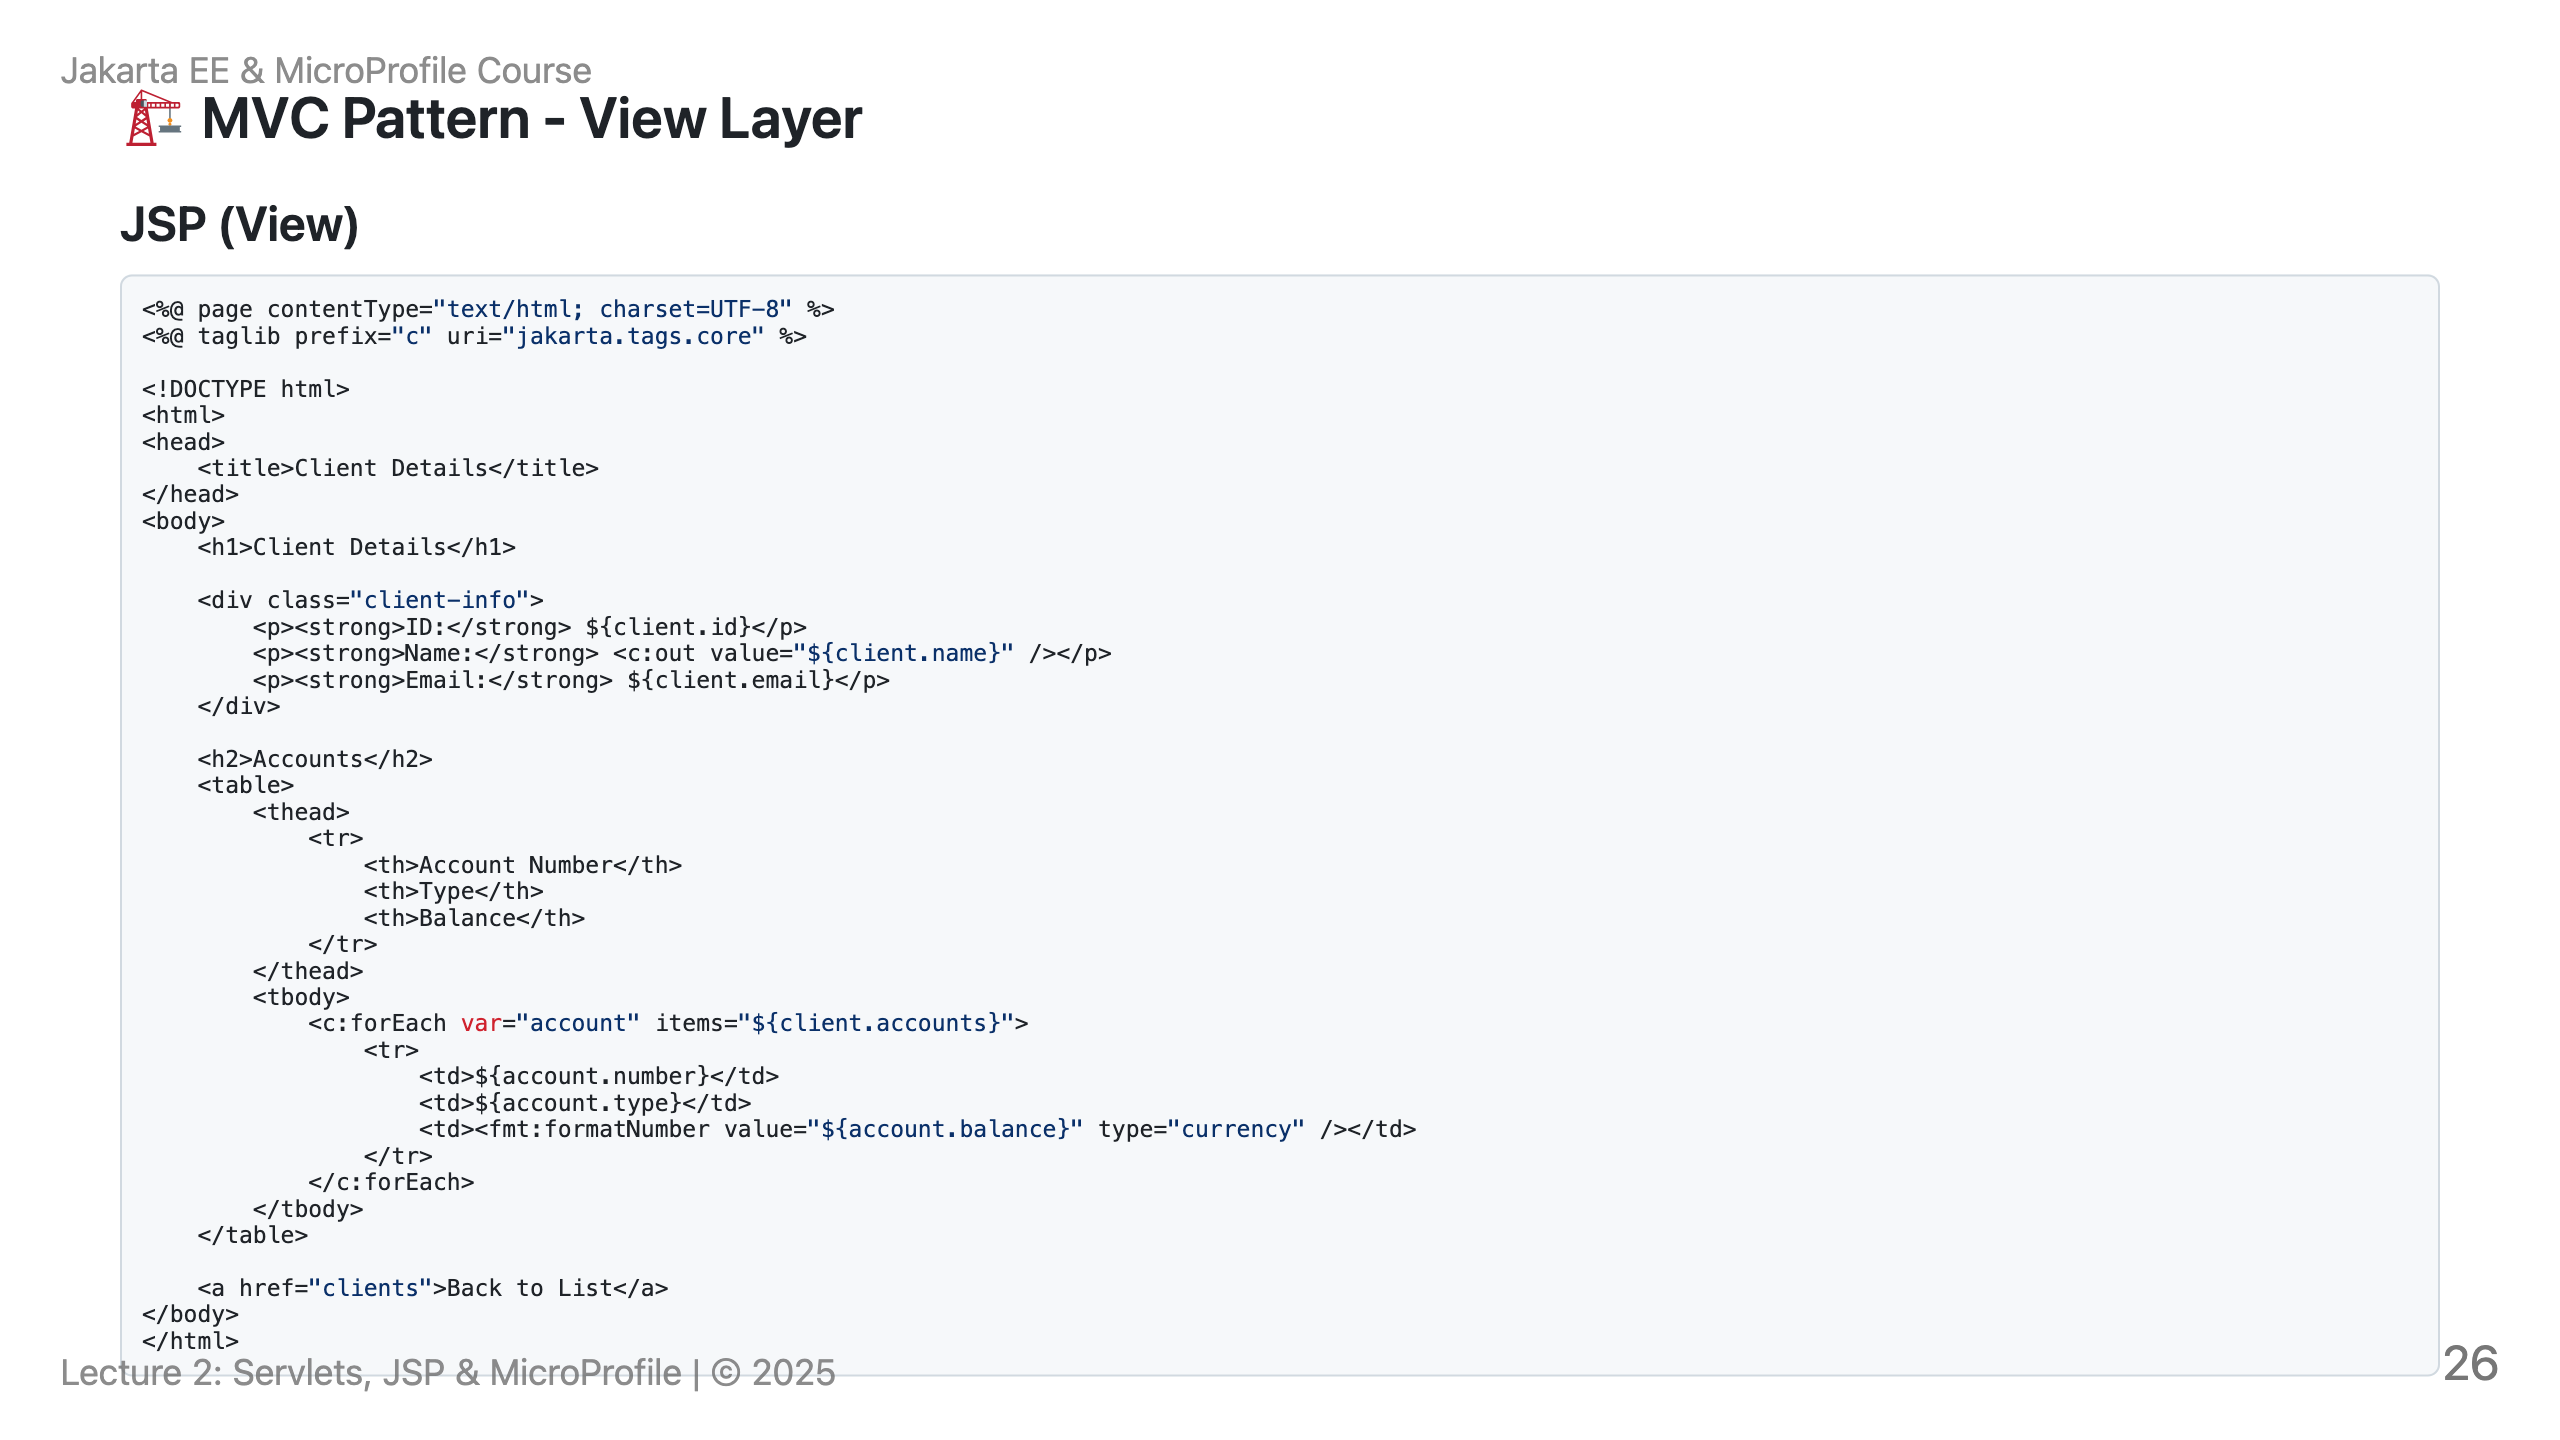 Jakarta EE & MicroProfile Course
🏗️ MVC Pattern - View Layer
JSP (View)
<%@ page contentType="text/html; charset=UTF-8" %>
<%@ taglib prefix="c" uri="jakarta.tags.core" %>

<!DOCTYPE html>
<html>
<head>
    <title>Client Details</title>
</head>
<body>
    <h1>Client Details</h1>

    <div class="client-info">
        <p><strong>ID:</strong> ${client.id}</p>
        <p><strong>Name:</strong> <c:out value="${client.name}" /></p>
        <p><strong>Email:</strong> ${client.email}</p>
    </div>

    <h2>Accounts</h2>
    <table>
        <thead>
            <tr>
                <th>Account Number</th>
                <th>Type</th>
                <th>Balance</th>
            </tr>
        </thead>
        <tbody>
            <c:forEach var="account" items="${client.accounts}">
                <tr>
                    <td>${account.number}</td>
                    <td>${account.type}</td>
                    <td><fmt:formatNumber value="${account.balance}" type="currency" /></td>
                </tr>
            </c:forEach>
        </tbody>
    </table>

    <a href="clients">Back to List</a>
</body>
</html>
Lecture 2: Servlets, JSP & MicroProfile | © 2025
26